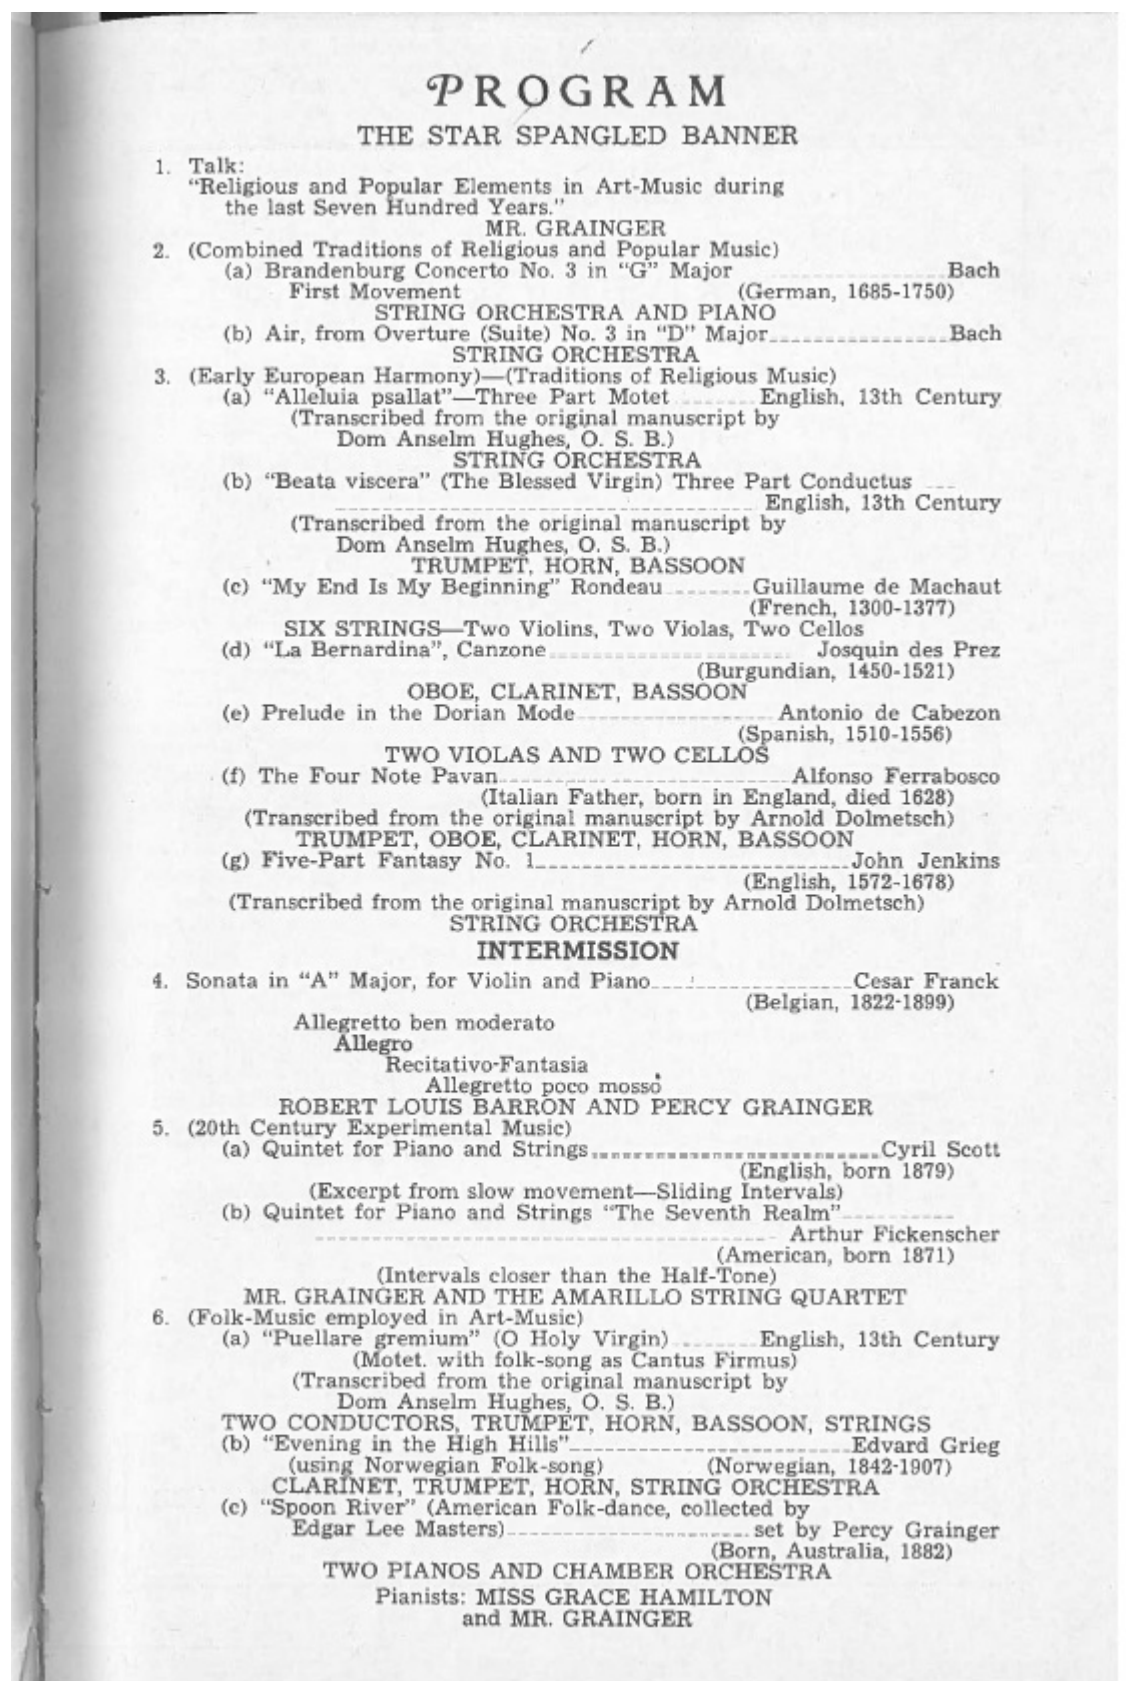 PROGRAM
THE STAR SPANGLED BANNER
1. Talk:
"Religious and Popular Elements in Art-Music during
the last Seven Hundred Years."
MR. GRAINGER
2. (Combined Traditions of Religious and Popular Music)
(a) Brandenburg Concerto No. 3 in "G" Major ---------------------- Bach
First Movement (German, 1685-1750)
STRING ORCHESTRA AND PIANO
(b) Air, from Overture (Suite) No. 3 in "D" Major---------------Bach
STRING ORCHESTRA
3. (Early European Harmony)—(Traditions of Religious Music)
(a) "Alleluia psallat"—Three Part Motet ------- English, 13th Century
(Transcribed from the original manuscript by
Dom Anselm Hughes, O. S. B.)
STRING ORCHESTRA
(b) "Beata viscera" (The Blessed Virgin) Three Part Conductus ---
----------------------------------- English, 13th Century
(Transcribed from the original manuscript by
Dom Anselm Hughes, O. S. B.)
TRUMPET, HORN, BASSOON
(c) "My End Is My Beginning" Rondeau -------Guillaume de Machaut
(French, 1300-1377)
SIX STRINGS—Two Violins, Two Violas, Two Cellos
(d) "La Bernardina", Canzone-------------------- Josquin des Prez
(Burgundian, 1450-1521)
OBOE, CLARINET, BASSOON
(e) Prelude in the Dorian Mode---------------- Antonio de Cabezon
(Spanish, 1510-1556)
TWO VIOLAS AND TWO CELLOS
(f) The Four Note Pavan------------------------Alfonso Ferrabosco
(Italian Father, born in England, died 1628)
(Transcribed from the original manuscript by Arnold Dolmetsch)
TRUMPET, OBOE, CLARINET, HORN, BASSOON
(g) Five-Part Fantasy No. 1--------------------------John Jenkins
(English, 1572-1678)
(Transcribed from the original manuscript by Arnold Dolmetsch)
STRING ORCHESTRA
INTERMISSION
4. Sonata in "A" Major, for Violin and Piano-----------------Cesar Franck
(Belgian, 1822-1899)
Allegretto ben moderato
Allegro
Recitativo-Fantasia
Allegretto poco mosso
ROBERT LOUIS BARRON AND PERCY GRAINGER
5. (20th Century Experimental Music)
(a) Quintet for Piano and Strings------------------------Cyril Scott
(English, born 1879)
(Excerpt from slow movement—Sliding Intervals)
(b) Quintet for Piano and Strings "The Seventh Realm"----------
--------------------------------------- Arthur Fickenscher
(American, born 1871)
(Intervals closer than the Half-Tone)
MR. GRAINGER AND THE AMARILLO STRING QUARTET
6. (Folk-Music employed in Art-Music)
(a) "Puellare gremium" (O Holy Virgin) ------- English, 13th Century
(Motet. with folk-song as Cantus Firmus)
(Transcribed from the original manuscript by
Dom Anselm Hughes, O. S. B.)
TWO CONDUCTORS, TRUMPET, HORN, BASSOON, STRINGS
(b) "Evening in the High Hills"------------------------Edvard Grieg
(using Norwegian Folk-song) (Norwegian, 1842-1907)
CLARINET, TRUMPET, HORN, STRING ORCHESTRA
(c) "Spoon River" (American Folk-dance, collected by
Edgar Lee Masters)--------------------set by Percy Grainger
(Born, Australia, 1882)
TWO PIANOS AND CHAMBER ORCHESTRA
Pianists: MISS GRACE HAMILTON
and MR. GRAINGER